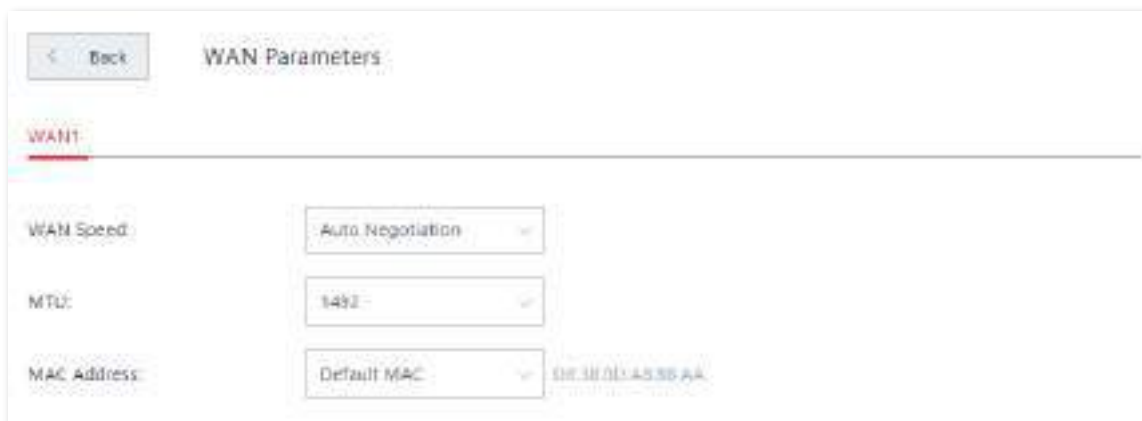 Back
WAN Parameters
WAN1
WAN Speed:
Auto Negotiation
MTU:
1492
MAC Address:
Default MAC